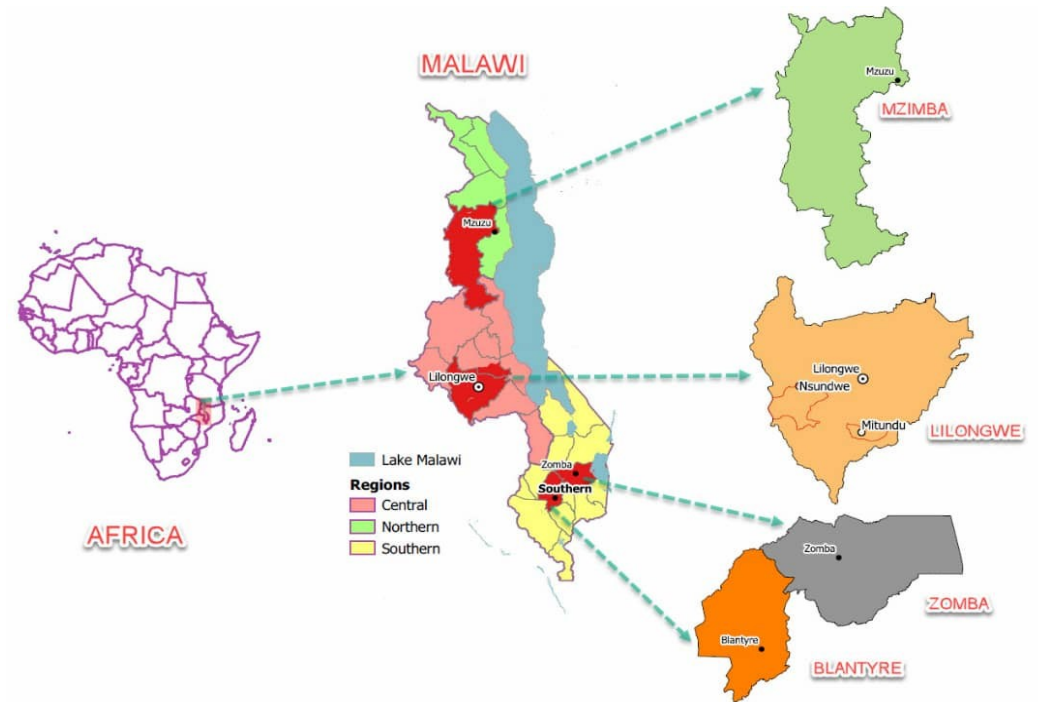 MALAWI
Mzuzu
MZIMBA
Mzuzu
Lilongwe
Nsundwe
Mitundu
LILONGWE
Lilongwe
Lake Malawi
Regions
Central
Northern
Southern
Zomba
Southern
AFRICA
Zomba
ZOMBA
Blantyre
BLANTYRE